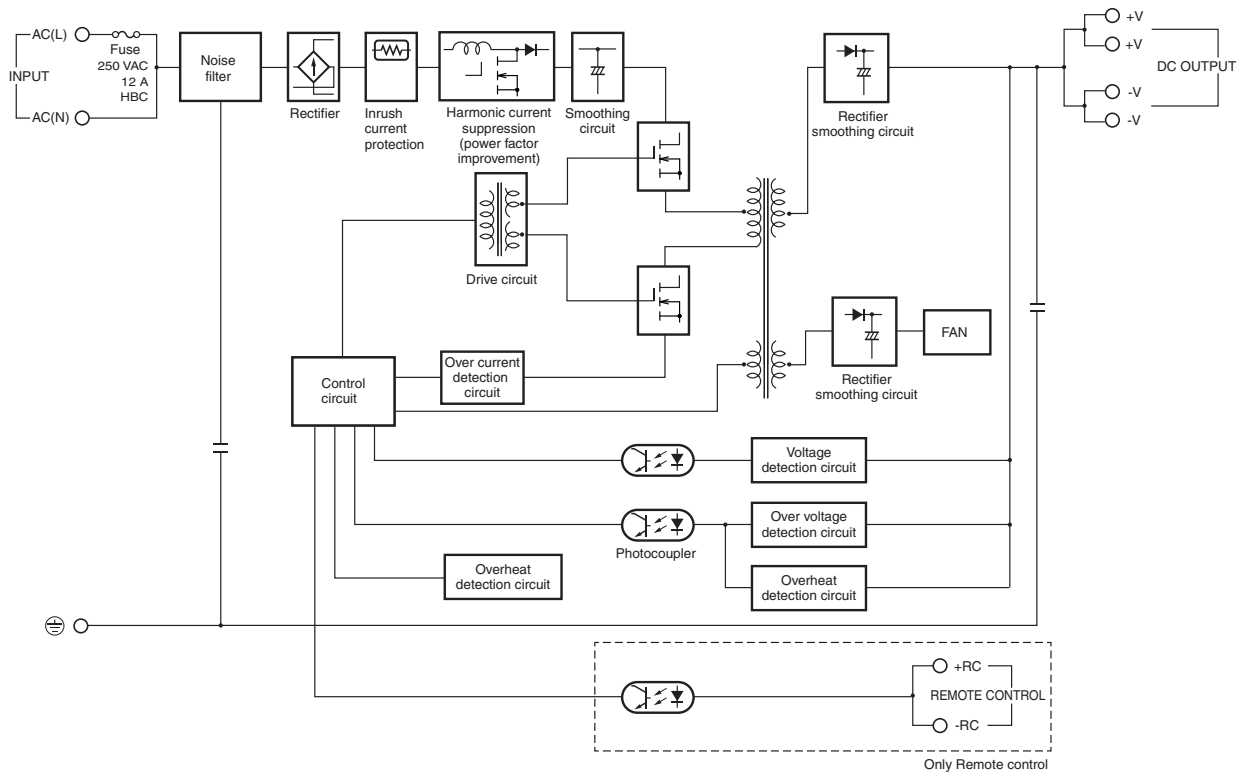 AC(L)
Fuse
250 VAC
12 A
HBC
INPUT
AC(N)
Noise
filter
Rectifier
Inrush
current
protection
Harmonic current
suppression
(power factor
improvement)
Smoothing
circuit
Rectifier
smoothing circuit
+V
+V
DC OUTPUT
-V
-V
Drive circuit
Control
circuit
Over current
detection
circuit
Rectifier
smoothing circuit
FAN
Voltage
detection circuit
Over voltage
detection circuit
Photocoupler
Overheat
detection circuit
Overheat
detection circuit
+RC
REMOTE CONTROL
-RC
Only Remote control